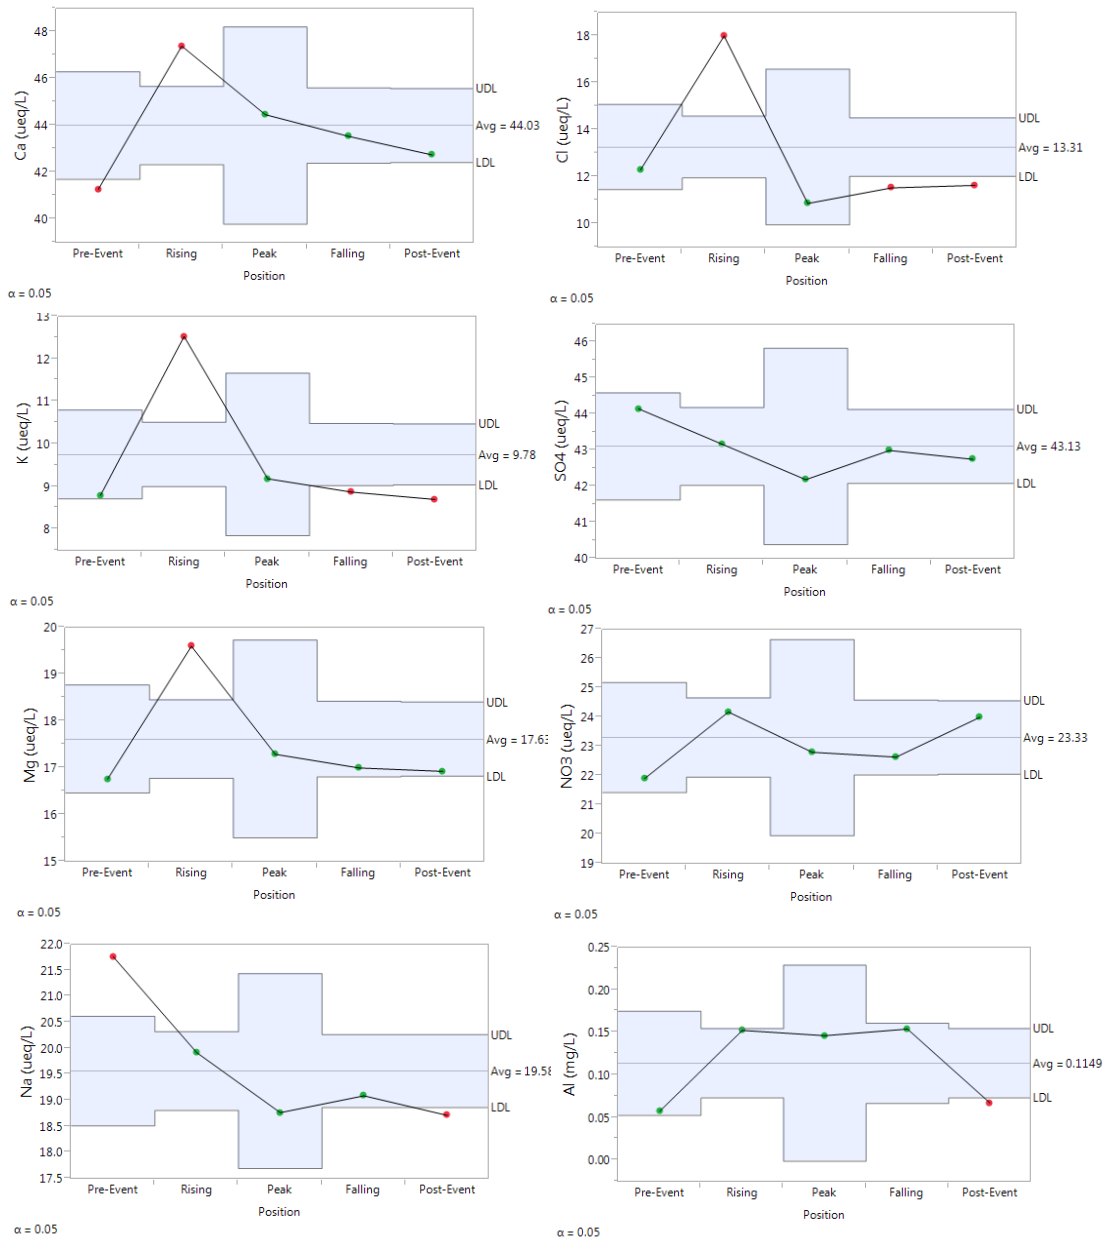 Ca (ueq/L)
48
46
44
42
40
UDL
Avg = 44.03
LDL
Pre-Event Rising Peak Falling Post-Event
Position
α = 0.05
Cl (ueq/L)
18
16
14
12
10
UDL
Avg = 13.31
LDL
Pre-Event Rising Peak Falling Post-Event
Position
α = 0.05
K (ueq/L)
13
12
11
10
9
8
UDL
Avg = 9.78
LDL
Pre-Event Rising Peak Falling Post-Event
Position
α = 0.05
SO4 (ueq/L)
46
45
44
43
42
41
40
UDL
Avg = 43.13
LDL
Pre-Event Rising Peak Falling Post-Event
Position
α = 0.05
Mg (ueq/L)
20
19
18
17
16
15
UDL
Avg = 17.63
LDL
Pre-Event Rising Peak Falling Post-Event
Position
α = 0.05
NO3 (ueq/L)
27
26
25
24
23
22
21
20
19
UDL
Avg = 23.33
LDL
Pre-Event Rising Peak Falling Post-Event
Position
α = 0.05
Na (ueq/L)
22.0
21.5
21.0
20.5
20.0
19.5
19.0
18.5
18.0
17.5
UDL
Avg = 19.58
LDL
Pre-Event Rising Peak Falling Post-Event
Position
α = 0.05
Al (mg/L)
0.25
0.20
0.15
0.10
0.05
0.00
UDL
Avg = 0.1149
LDL
Pre-Event Rising Peak Falling Post-Event
Position
α = 0.05